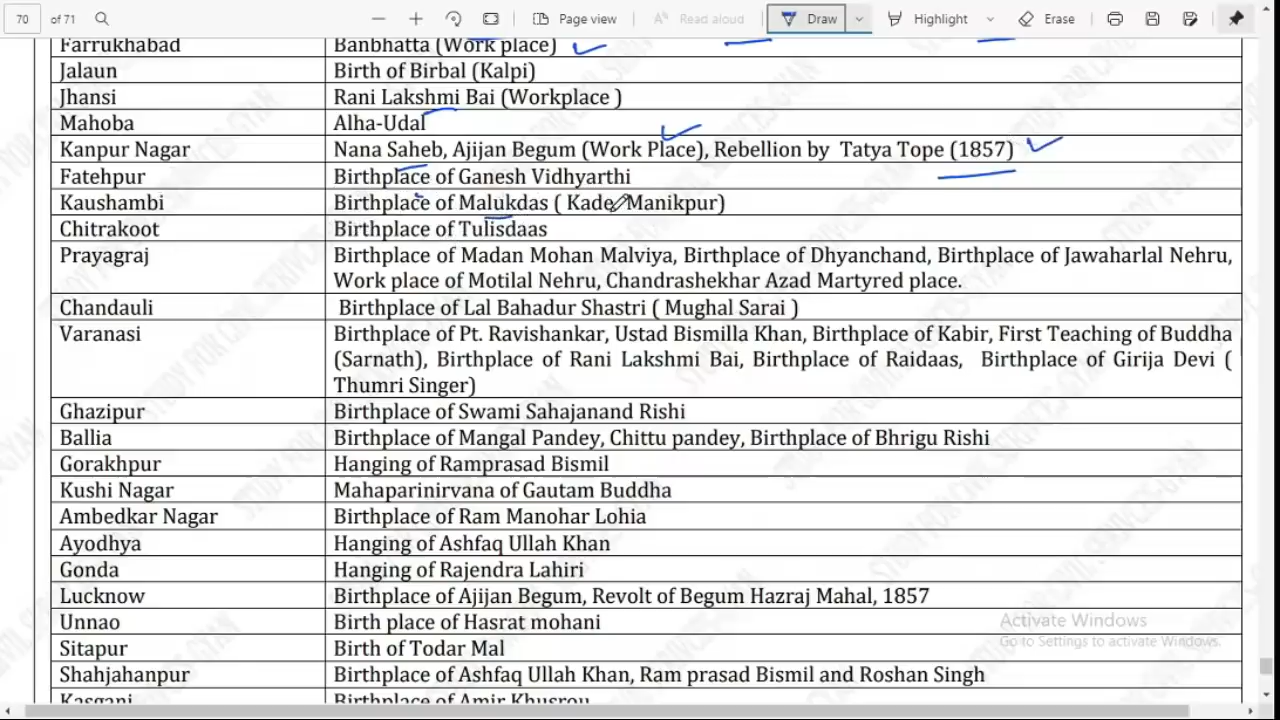 70 of 71 Page view Read aloud Draw Highlight Erase
Farrukhabad Banbhatta (Work place)
Jalaun Birth of Birbal (Kalpi)
Jhansi Rani Lakshmi Bai (Workplace )
Mahoba Alha-Udal
Kanpur Nagar Nana Saheb, Ajijan Begum (Work Place), Rebellion by Tatya Tope (1857)
Fatehpur Birthplace of Ganesh Vidhyarthi
Kaushambi Birthplace of Malukdas ( Kade Manikpur)
Chitrakoot Birthplace of Tulisdaas
Prayagraj Birthplace of Madan Mohan Malviya, Birthplace of Dhyanchand, Birthplace of Jawaharlal Nehru,
Work place of Motilal Nehru, Chandrashekhar Azad Martyred place.
Chandauli Birthplace of Lal Bahadur Shastri ( Mughal Sarai )
Varanasi Birthplace of Pt. Ravishankar, Ustad Bismilla Khan, Birthplace of Kabir, First Teaching of Buddha
(Sarnath), Birthplace of Rani Lakshmi Bai, Birthplace of Raidaas, Birthplace of Girija Devi (
Thumri Singer)
Ghazipur Birthplace of Swami Sahajanand Rishi
Ballia Birthplace of Mangal Pandey, Chittu pandey, Birthplace of Bhrigu Rishi
Gorakhpur Hanging of Ramprasad Bismil
Kushi Nagar Mahaparinirvana of Gautam Buddha
Ambedkar Nagar Birthplace of Ram Manohar Lohia
Ayodhya Hanging of Ashfaq Ullah Khan
Gonda Hanging of Rajendra Lahiri
Lucknow Birthplace of Ajijan Begum, Revolt of Begum Hazraj Mahal, 1857
Unnao Birth place of Hasrat mohani
Sitapur Birth of Todar Mal
Shahjahanpur Birthplace of Ashfaq Ullah Khan, Ram prasad Bismil and Roshan Singh
Kasganj Birthplace of Amir Khusrou
Activate Windows
Go to Settings to activate Windows.